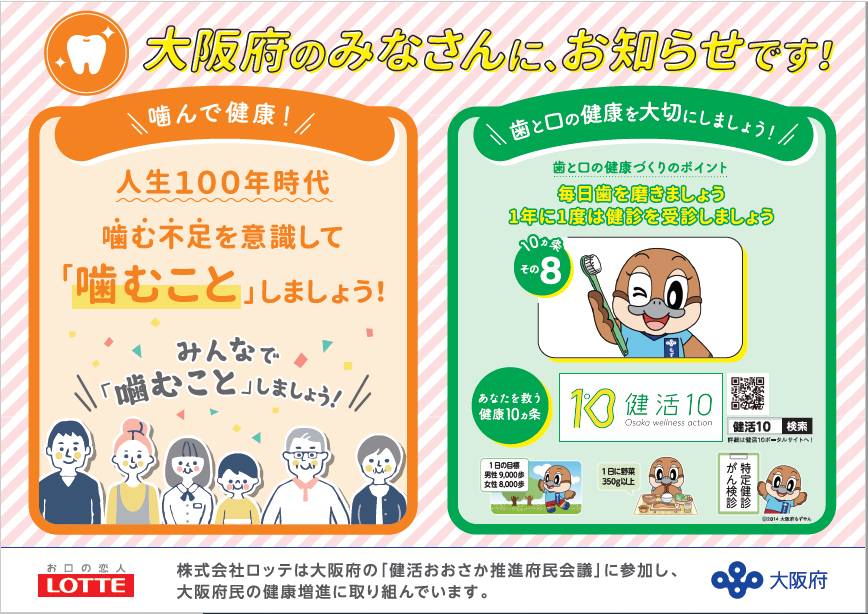 大阪府のみなさんに、お知らせです!
噛んで健康!
人生100年時代
噛む不足を意識して
「噛むこと」しましょう!
みんなで
「噛むこと」しましょう!
歯と口の健康を大切にしましょう!
歯と口の健康づくりのポイント
毎日歯を磨きましょう
1年に1度は健診を受診しましょう
10ヵ条
その8
あなたを救う
健康10ヵ条
10 健活10
Osaka wellness action
健活10 検索
詳細は健活10ポータルサイトへ!
1日の目標
男性 9,000歩
女性 8,000歩
1日に野菜
350g以上
特定健診
がん検診
©2014 大阪府もずやん
お口の恋人
LOTTE
株式会社ロッテは大阪府の「健活おおさか推進府民会議」に参加し、
大阪府民の健康増進に取り組んでいます。
大阪府